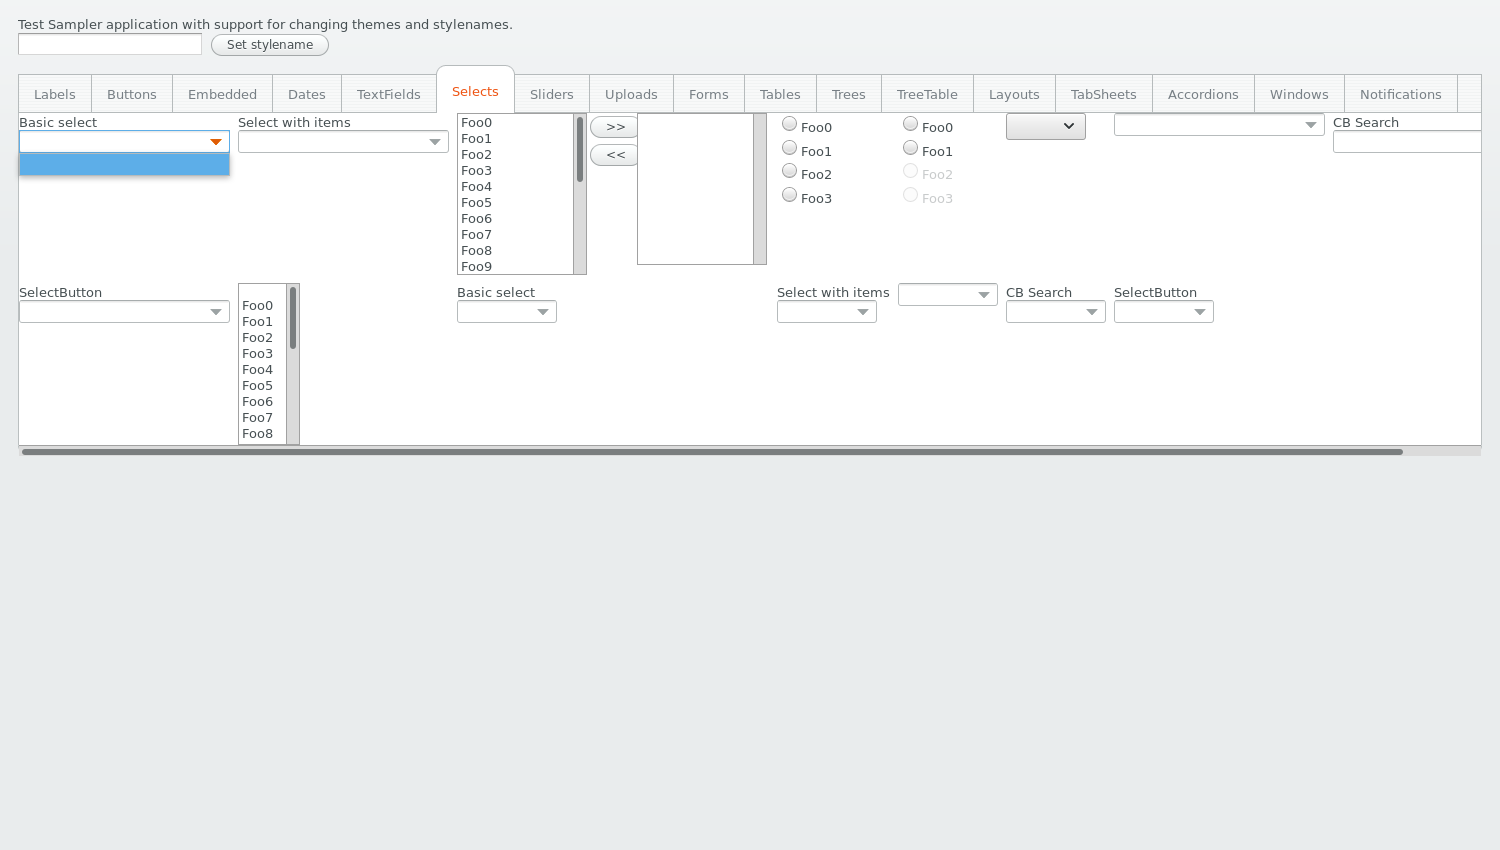 Test Sampler application with support for changing themes and stylenames.
Set stylename
Labels Buttons Embedded Dates TextFields Selects Sliders Uploads Forms Tables Trees TreeTable Layouts TabSheets Accordions Windows Notifications
Basic select Select with items CB Search
Foo0
Foo1
Foo2
Foo3
Foo4
Foo5
Foo6
Foo7
Foo8
Foo9
>>
<<
Foo0
Foo1
Foo2
Foo3
Foo0
Foo1
Foo2
Foo3
SelectButton
Foo0
Foo1
Foo2
Foo3
Foo4
Foo5
Foo6
Foo7
Foo8
Basic select Select with items CB Search SelectButton